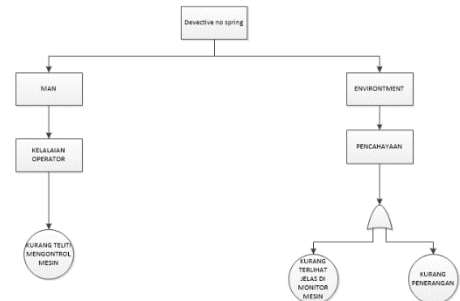 Devective no spring
MAN
ENVIRONTMENT
KELALAIAN
OPERATOR
PENCAHAYAAN
KURANG TELITI
MENGONTROL
MESIN
KURANG
TERLIHAT
JELAS DI
MONITOR
MESIN
KURANG
PENERANGAN